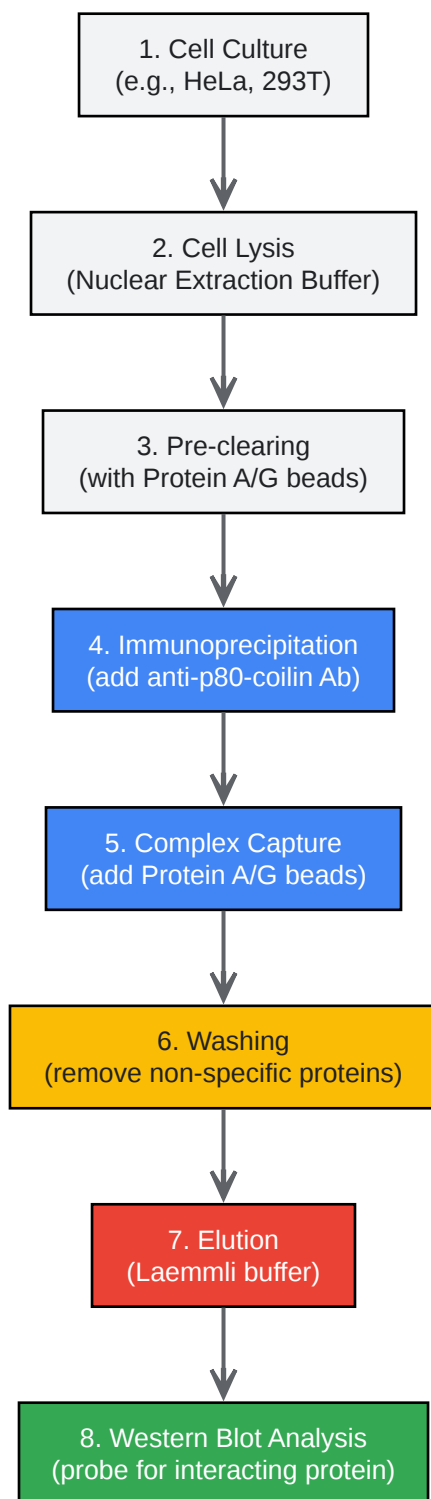 1. Cell Culture
(e.g., HeLa, 293T)
2. Cell Lysis
(Nuclear Extraction Buffer)
3. Pre-clearing
(with Protein A/G beads)
4. Immunoprecipitation
(add anti-p80-coilin Ab)
5. Complex Capture
(add Protein A/G beads)
6. Washing
(remove non-specific proteins)
7. Elution
(Laemmli buffer)
8. Western Blot Analysis
(probe for interacting protein)